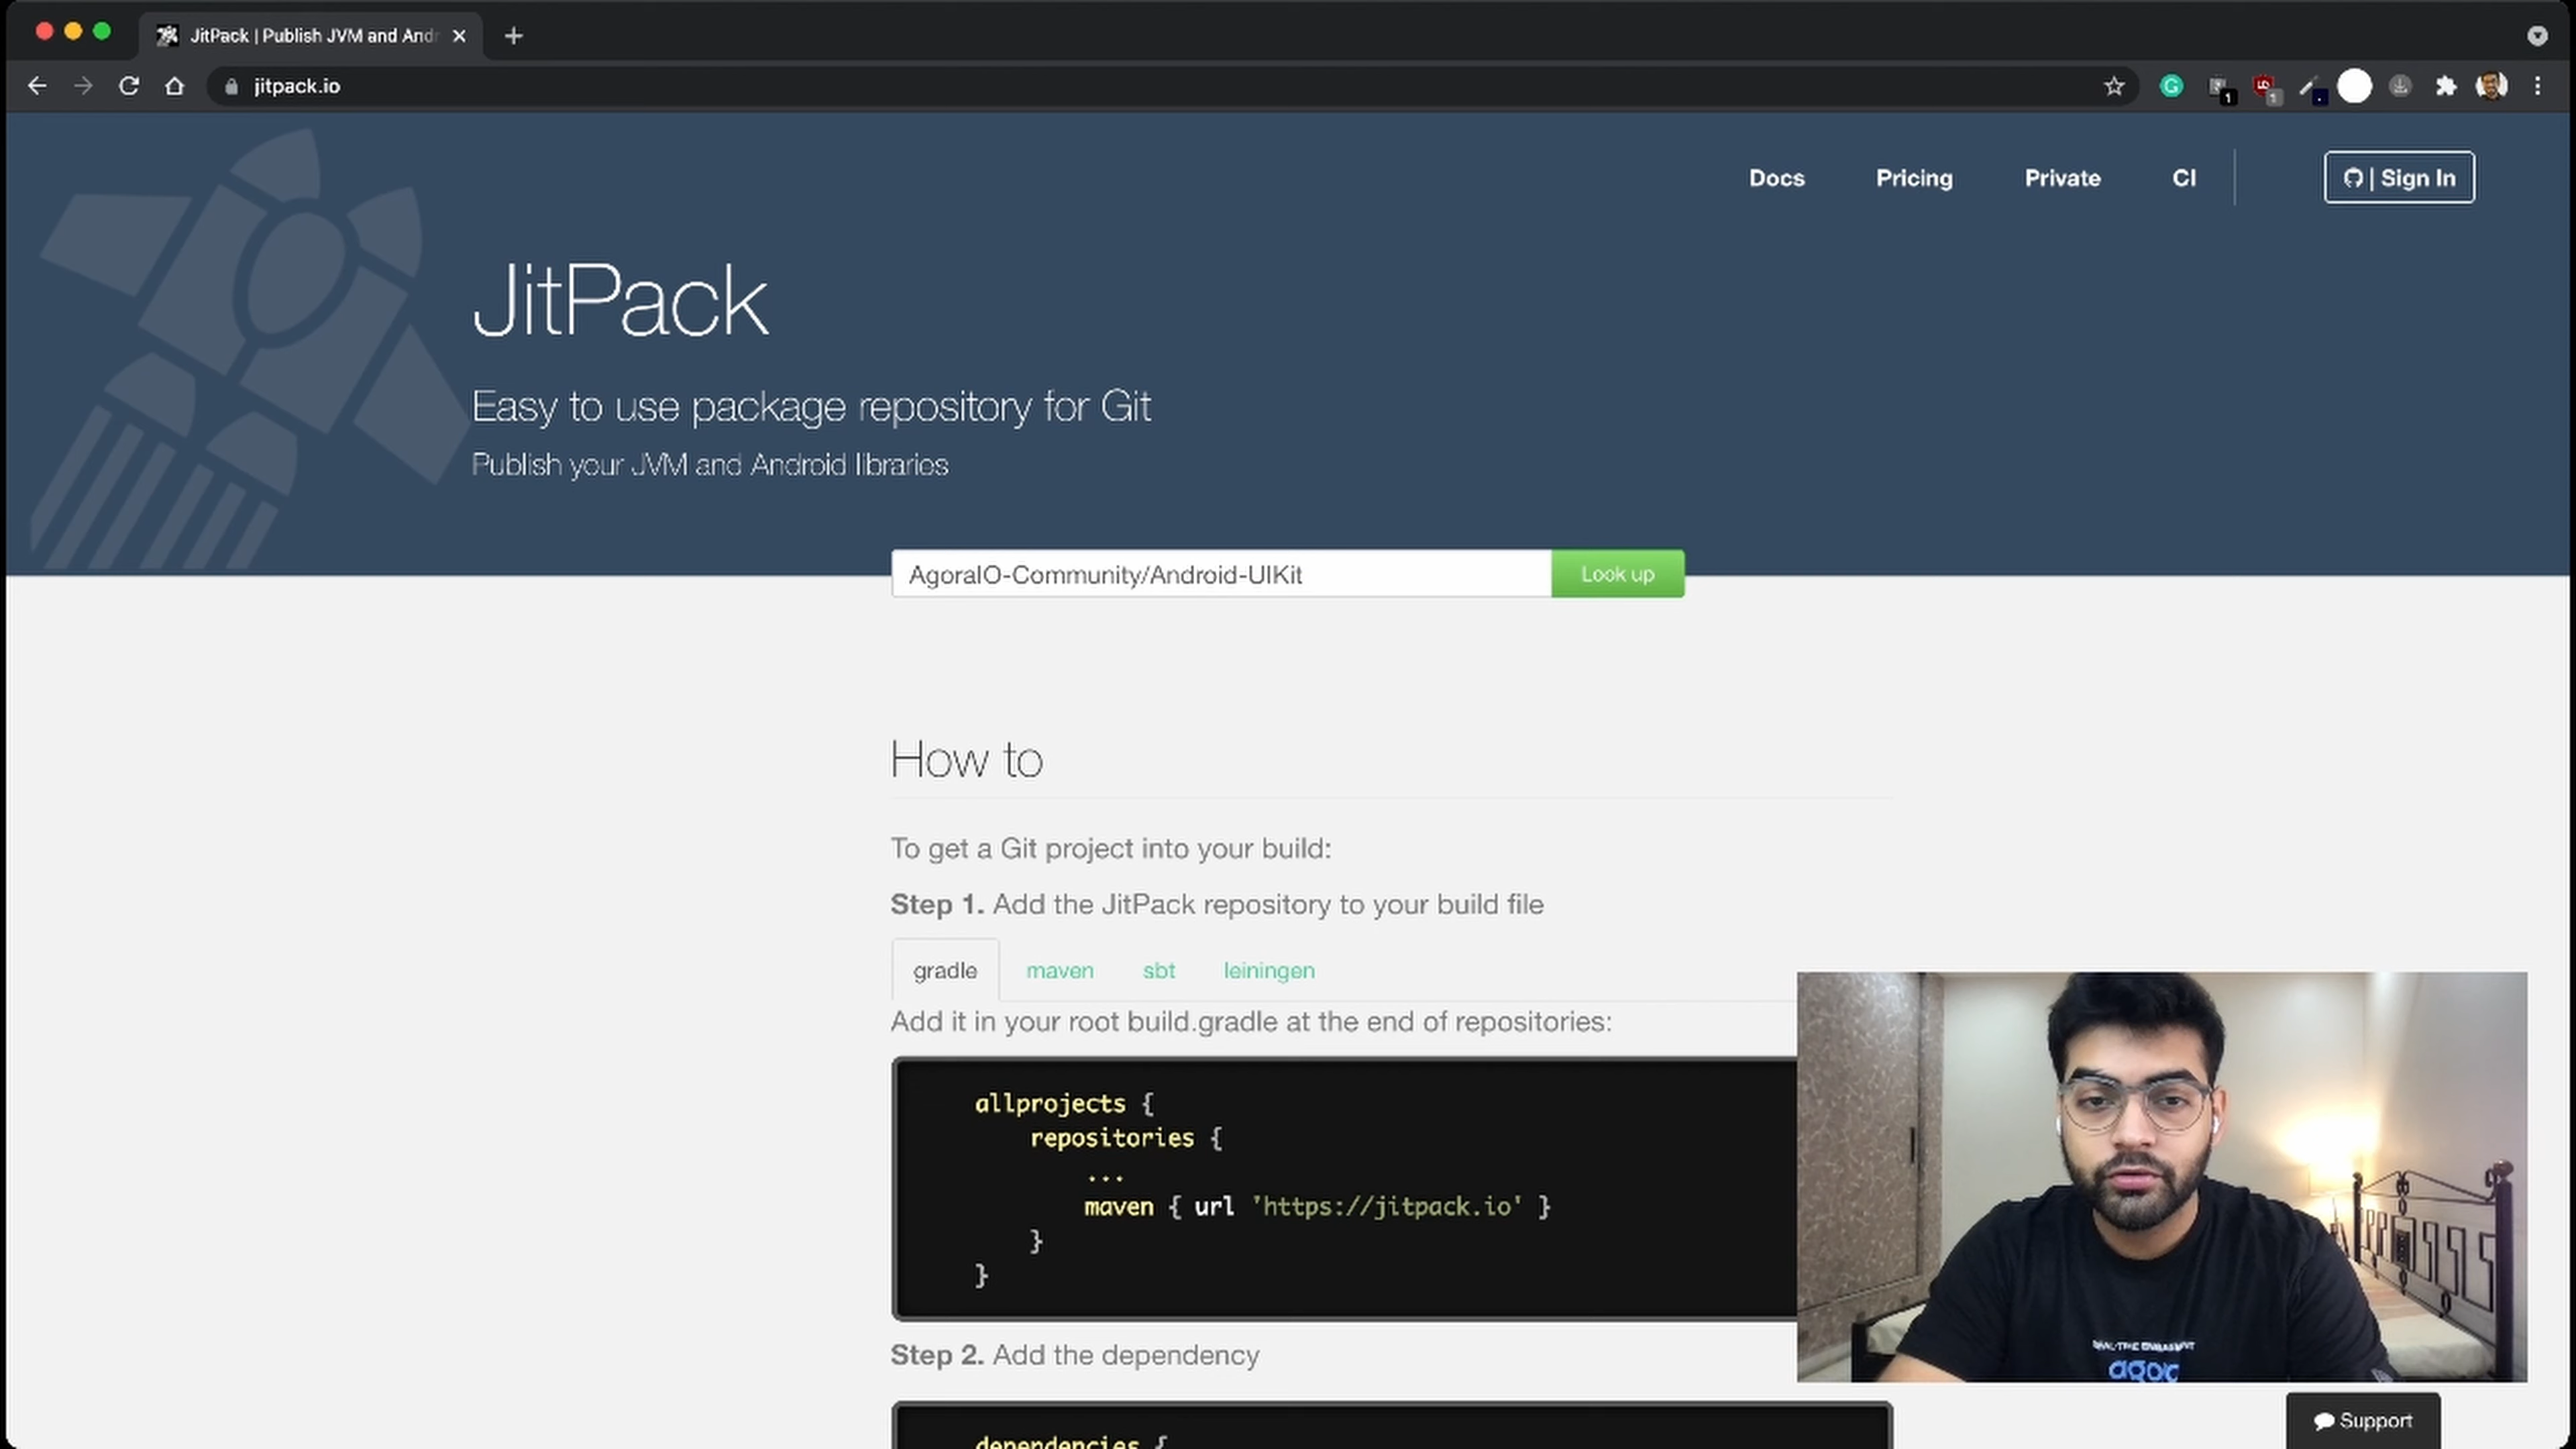 JitPack | Publish JVM and Andr
jitpack.io
Docs
Pricing
Private
CI
| Sign In
JitPack
Easy to use package repository for Git
Publish your JVM and Android libraries
AgoraIO-Community/Android-UIKit
Look up
How to
To get a Git project into your build:
Step 1. Add the JitPack repository to your build file
gradle
maven
sbt
leiningen
Add it in your root build.gradle at the end of repositories:
allprojects {
repositories {
...
maven { url 'https://jitpack.io' }
}
}
Step 2. Add the dependency
dependencies {
Support